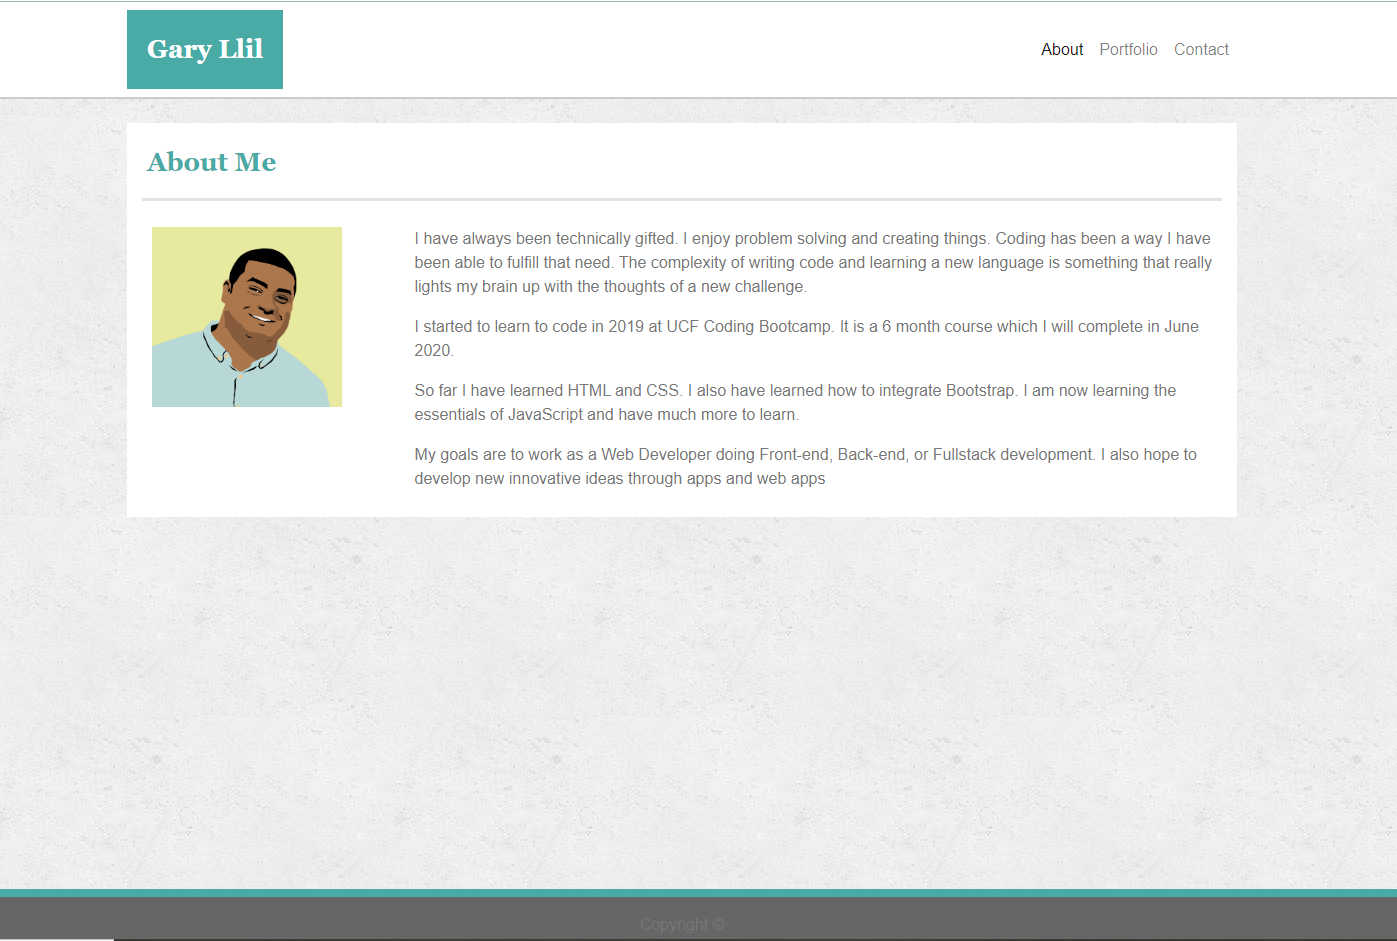 Gary Llil
About Portfolio Contact
About Me
I have always been technically gifted. I enjoy problem solving and creating things. Coding has been a way I have
been able to fulfill that need. The complexity of writing code and learning a new language is something that really
lights my brain up with the thoughts of a new challenge.
I started to learn to code in 2019 at UCF Coding Bootcamp. It is a 6 month course which I will complete in June
2020.
So far I have learned HTML and CSS. I also have learned how to integrate Bootstrap. I am now learning the
essentials of JavaScript and have much more to learn.
My goals are to work as a Web Developer doing Front-end, Back-end, or Fullstack development. I also hope to
develop new innovative ideas through apps and web apps
Copyright ©